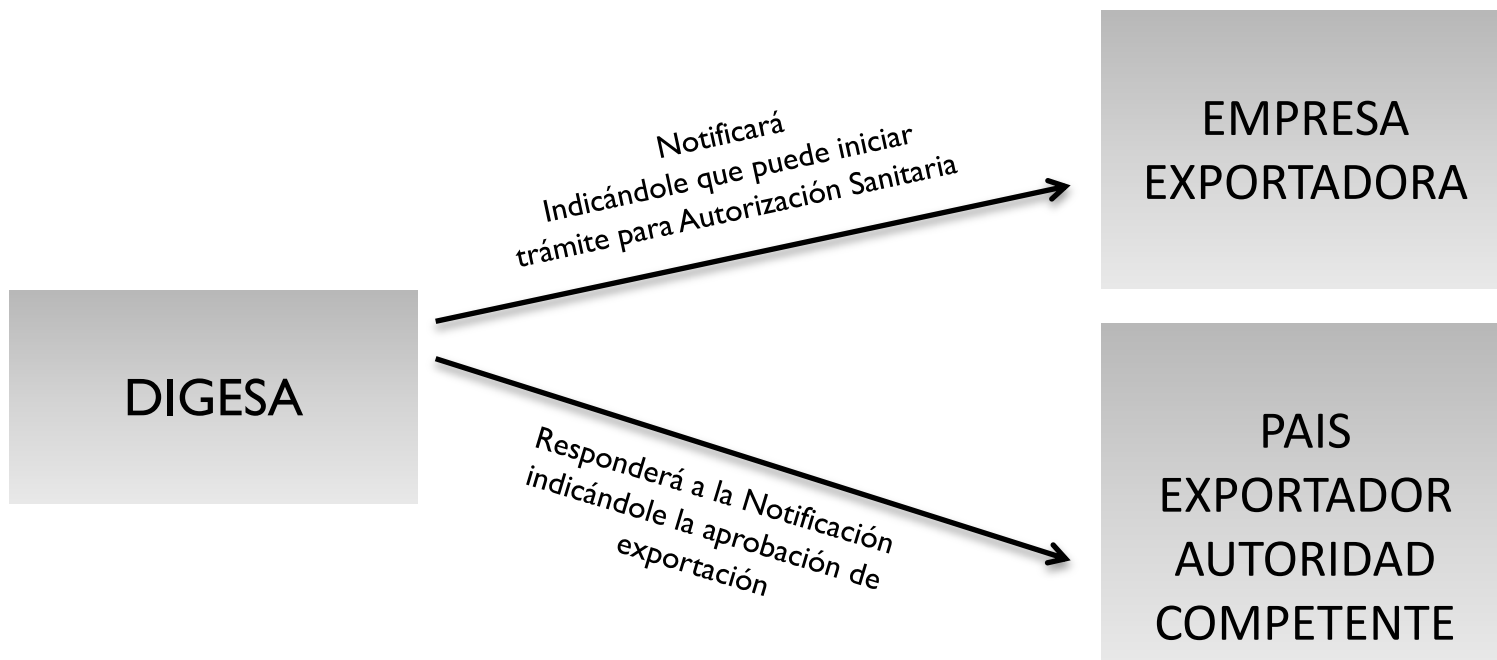 Notificará
Indicándole que puede iniciar
trámite para Autorización Sanitaria
EMPRESA
EXPORTADORA
DIGESA
Responderá a la Notificación
indicándole la aprobación de
exportación
PAIS
EXPORTADOR
AUTORIDAD
COMPETENTE